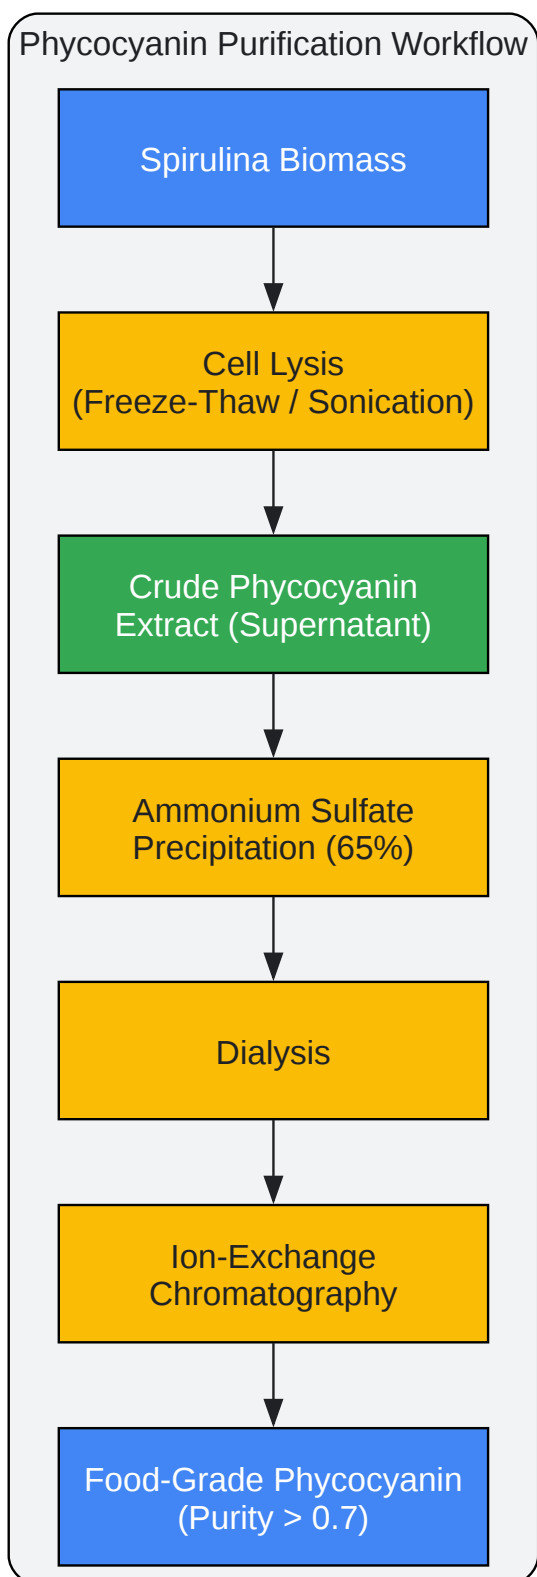 Phycocyanin Purification Workflow
Spirulina Biomass
Cell Lysis
(Freeze-Thaw / Sonication)
Crude Phycocyanin
Extract (Supernatant)
Ammonium Sulfate
Precipitation (65%)
Dialysis
Ion-Exchange
Chromatography
Food-Grade Phycocyanin
(Purity > 0.7)